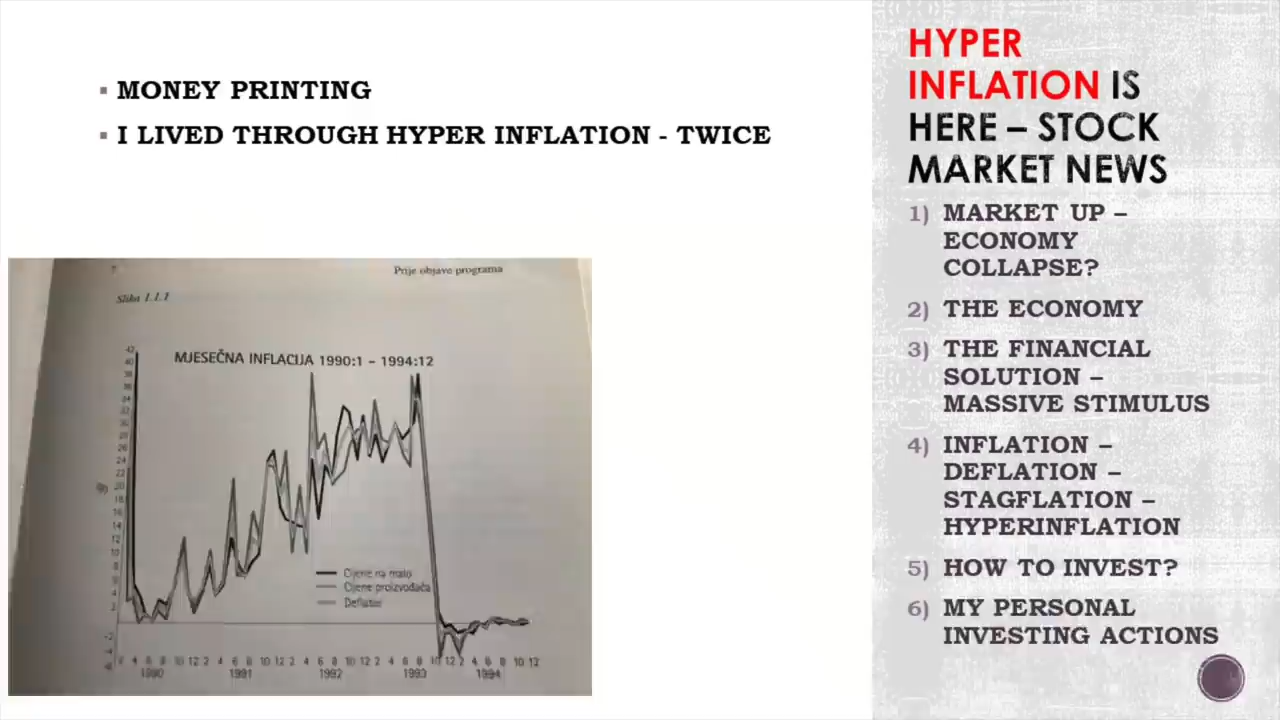 MONEY PRINTING
I LIVED THROUGH HYPER INFLATION - TWICE
7
Prije objave programa
Slika 1.1.1
MJESEČNA INFLACIJA 1990:1 – 1994:12
Cijene na malo
Cijene proizvođača
Deflator
1990 1991 1992 1993 1994
HYPER
INFLATION IS
HERE – STOCK
MARKET NEWS
1) MARKET UP –
ECONOMY
COLLAPSE?
2) THE ECONOMY
3) THE FINANCIAL
SOLUTION –
MASSIVE STIMULUS
4) INFLATION –
DEFLATION –
STAGFLATION –
HYPERINFLATION
5) HOW TO INVEST?
6) MY PERSONAL
INVESTING ACTIONS